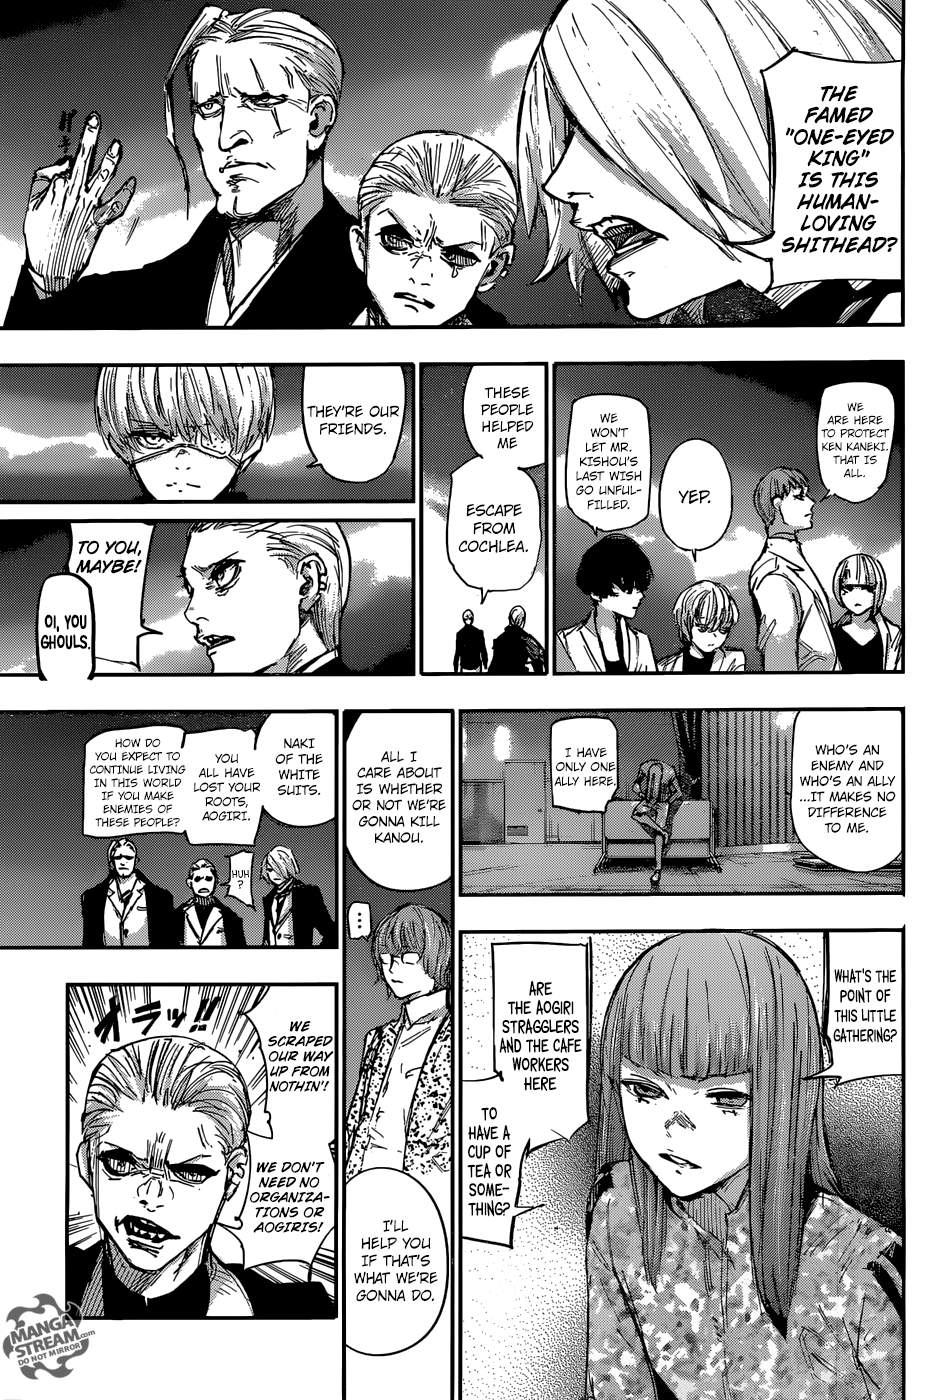 THE
FAMED
"ONE-EYED
KING"
IS THIS
HUMAN-
LOVING
SHITHEAD?
WE
ARE HERE
TO PROTECT
KEN KANEKI.
THAT IS
ALL.
YEP.
WE
WON'T
LET MR.
KISHOU'S
LAST WISH
GO UNFUL-
FILLED.
THESE
PEOPLE
HELPED
ME
ESCAPE
FROM
COCHLEA.
THEY'RE OUR
FRIENDS.
TO YOU,
MAYBE!
OI, YOU
GHOULS.
WHO'S AN
ENEMY AND
WHO'S AN ALLY
...IT MAKES NO
DIFFERENCE
TO ME.
I HAVE
ONLY ONE
ALLY HERE.
WHAT'S THE
POINT OF
THIS LITTLE
GATHERING?
ARE
THE AOGIRI
STRAGGLERS
AND THE CAFE
WORKERS
HERE
TO
HAVE A
CUP OF
TEA OR
SOME-
THING?
ALL I
CARE ABOUT
IS WHETHER
OR NOT WE'RE
GONNA KILL
KANOU.
...
I'LL
HELP YOU
IF THAT'S
WHAT WE'RE
GONNA DO.
NAKI
OF THE
WHITE
SUITS.
YOU
ALL HAVE
LOST YOUR
ROOTS,
AOGIRI.
HOW DO
YOU EXPECT TO
CONTINUE LIVING
IN THIS WORLD
IF YOU MAKE
ENEMIES OF
THESE PEOPLE?
HUH
?
WE
SCRAPED
OUR WAY
UP FROM
NOTHIN'!
WE DON'T
NEED NO
ORGANIZA-
TIONS OR
AOGIRIS!
オラッ!!
MANGA
STREAM.com
DO NOT MIRROR